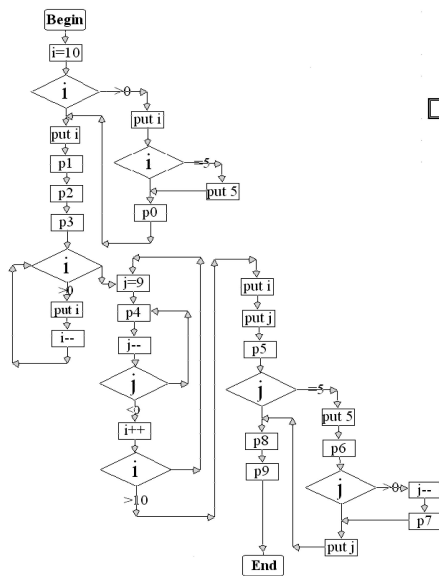 Begin
i=10
i
>0
put i
i
=5
put 5
p0
put i
p1
p2
p3
i
>0
put i
i--
j=9
p4
j--
j
<0
i++
i
>10
put i
put j
p5
j
=5
put 5
p6
j
>0
j--
p7
put j
p8
p9
End